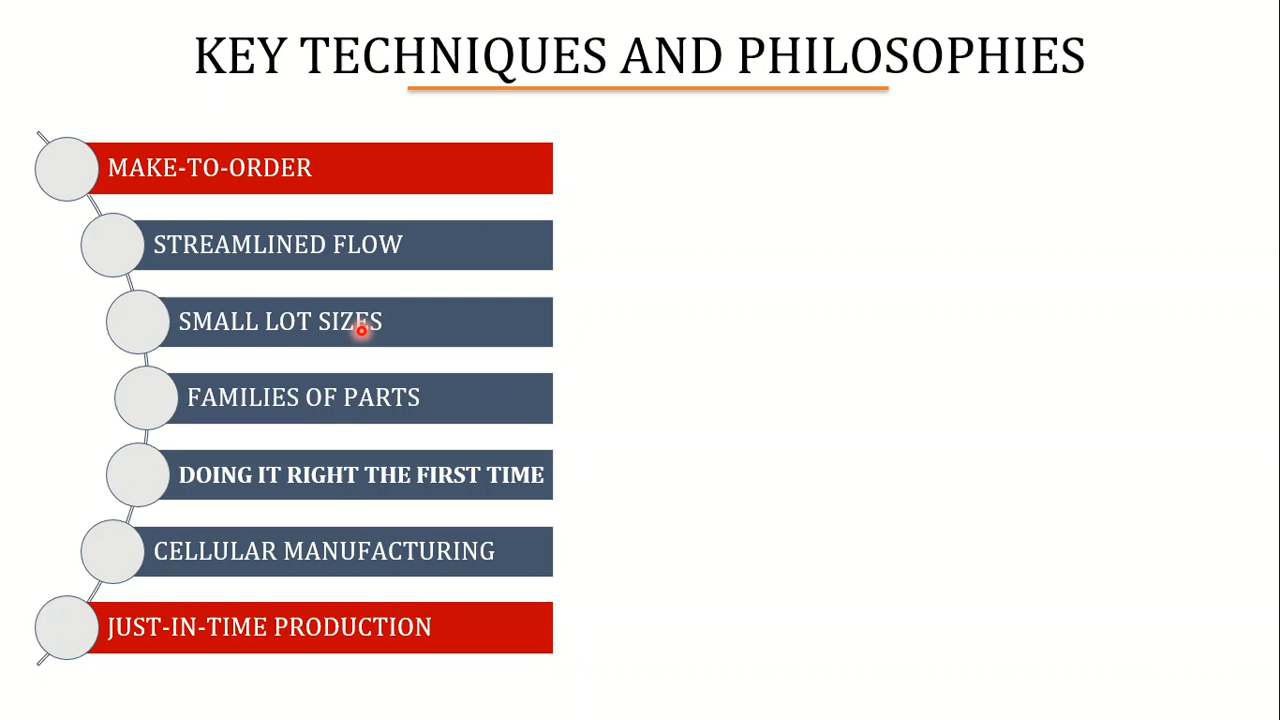 KEY TECHNIQUES AND PHILOSOPHIES
MAKE-TO-ORDER
STREAMLINED FLOW
SMALL LOT SIZES
FAMILIES OF PARTS
DOING IT RIGHT THE FIRST TIME
CELLULAR MANUFACTURING
JUST-IN-TIME PRODUCTION